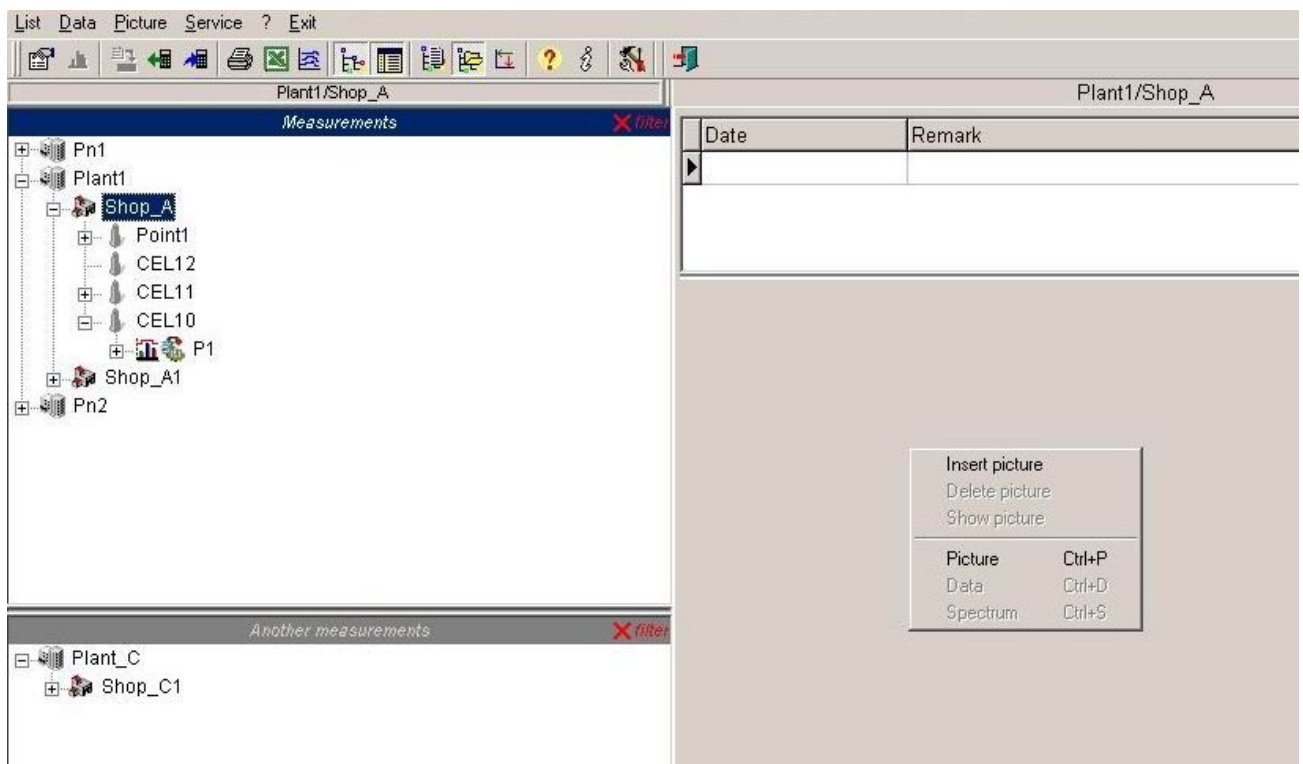 List Data Picture Service ? Exit
Plant1/Shop_A
Measurements
filter
Pn1
Plant1
Shop_A
Point1
CEL12
CEL11
CEL10
P1
Shop_A1
Pn2
Another measurements
filter
Plant_C
Shop_C1
Plant1/Shop_A
Date Remark
Insert picture
Delete picture
Show picture
Picture Ctrl+P
Data Ctrl+D
Spectrum Ctrl+S